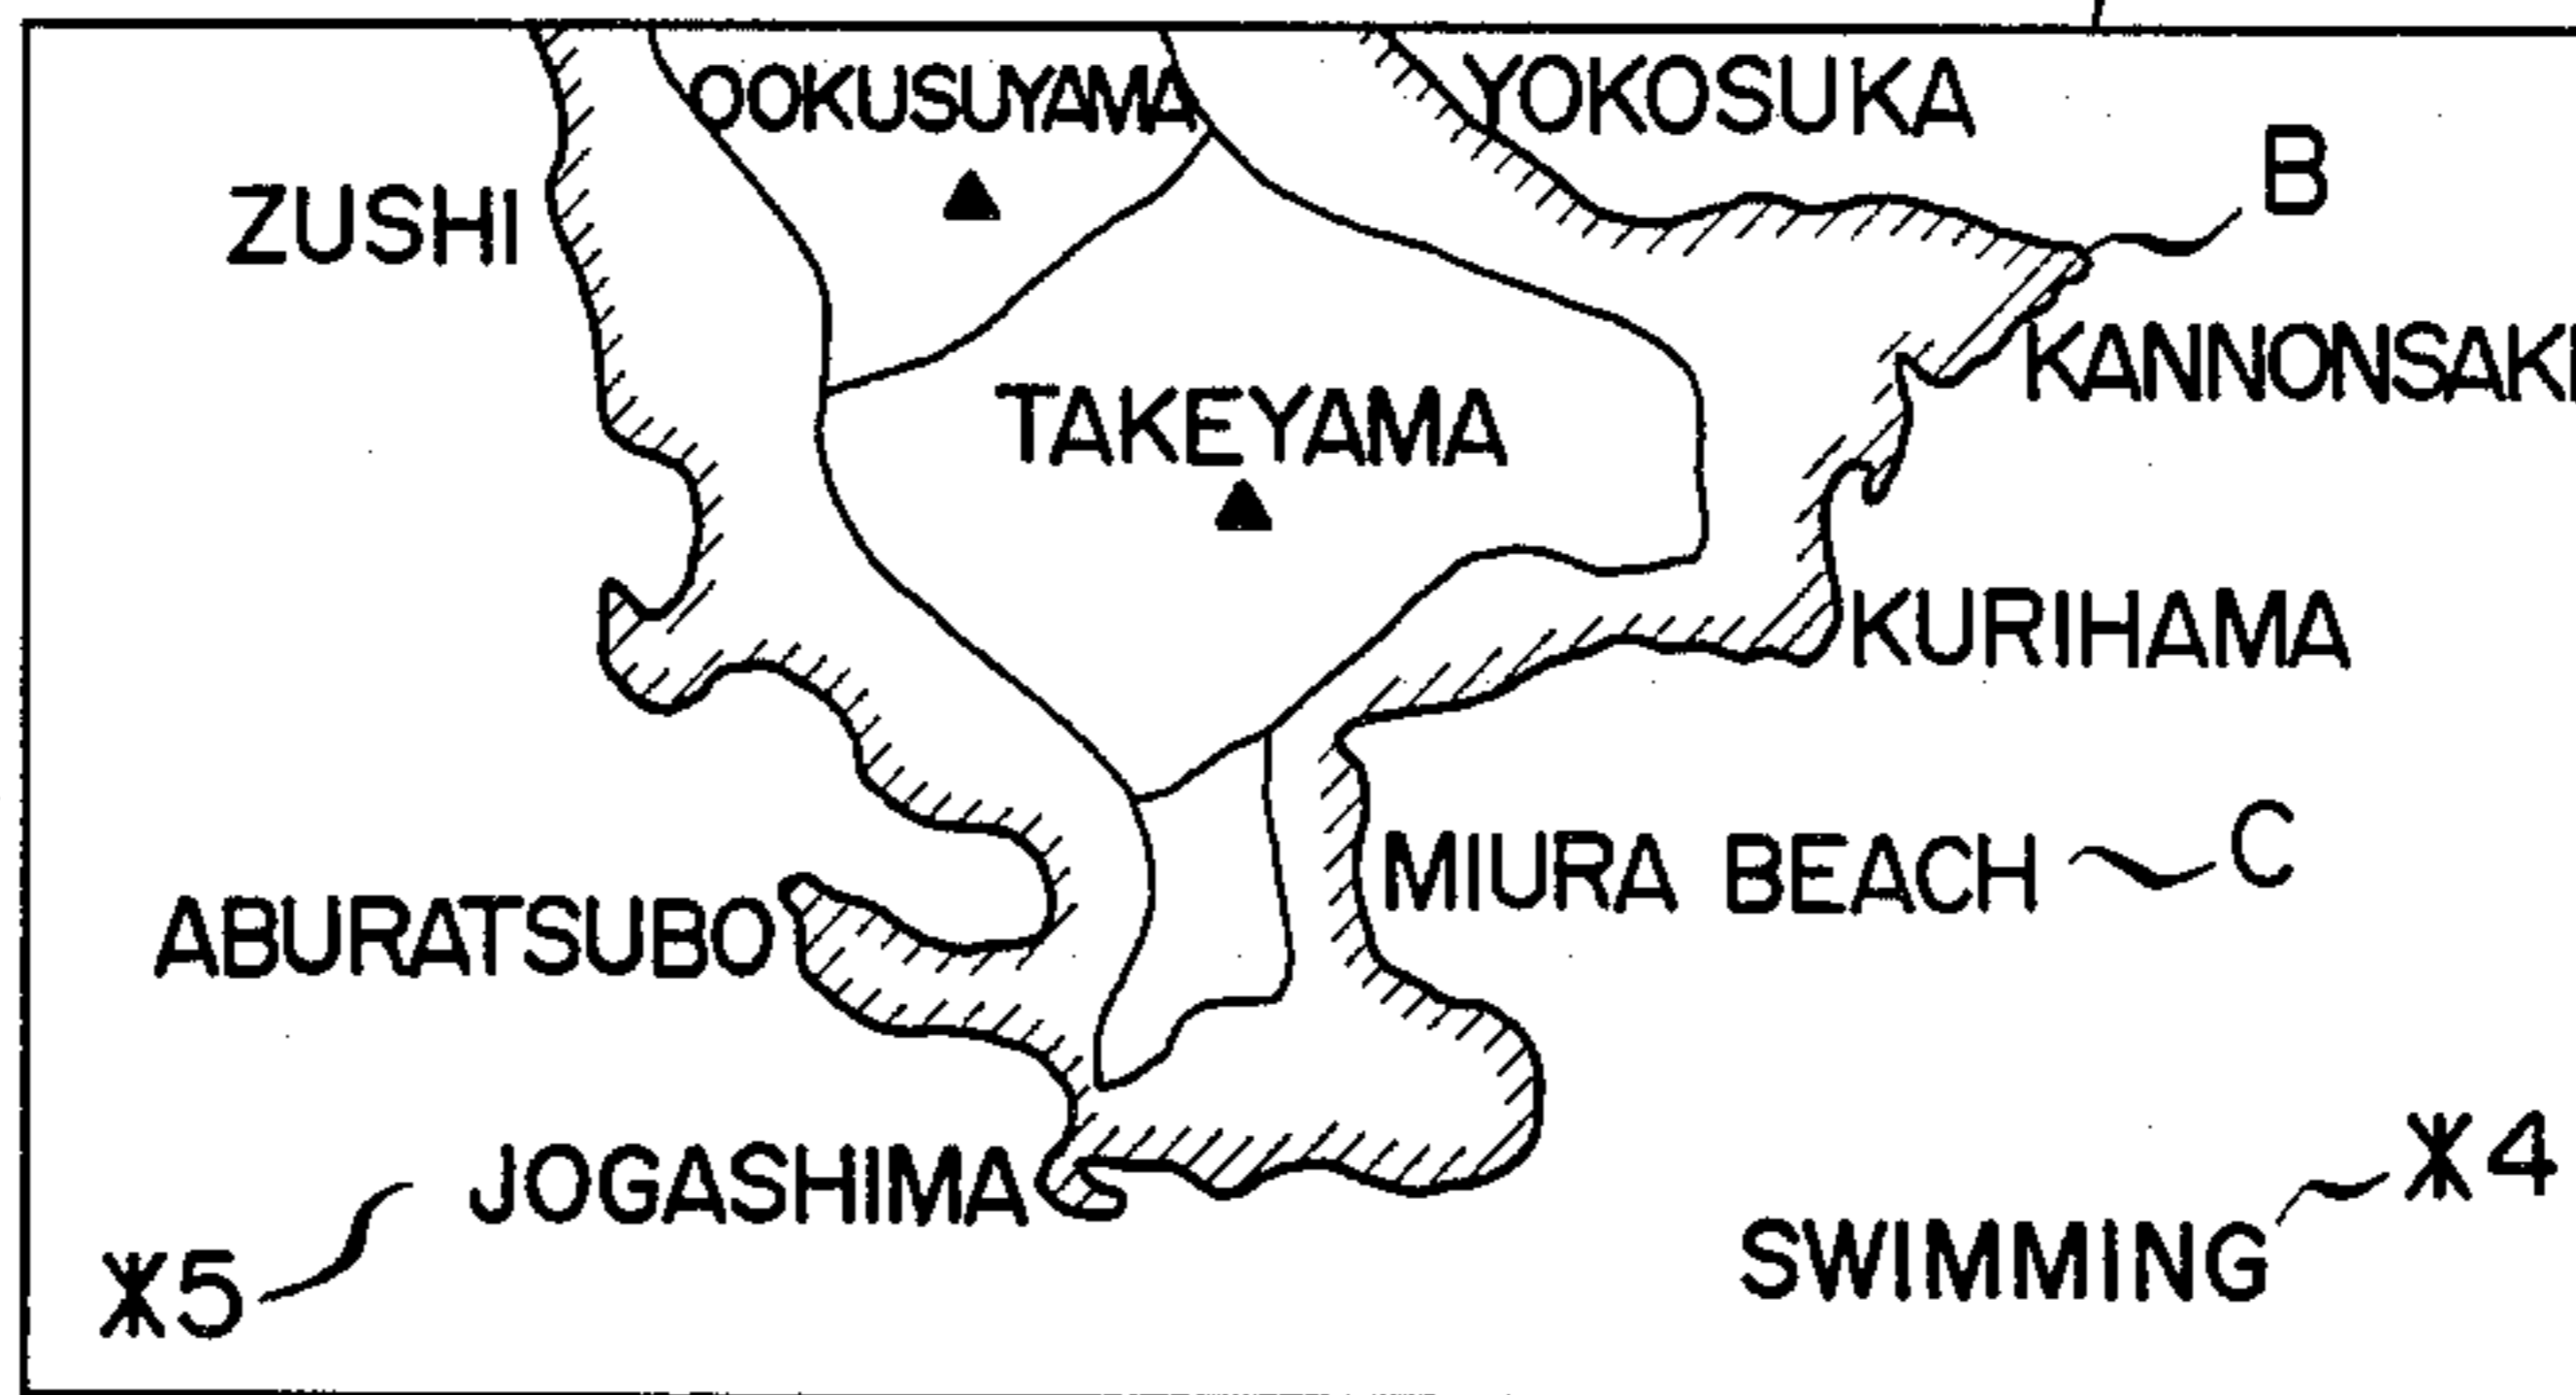 OOKUSUYAMA
YOKOSUKA
B
ZUSHI
KANNONSAKI
TAKEYAMA
KURIHAMA
MIURA BEACH
C
ABURATSUBO
JOGASHIMA
※4
SWIMMING
※5